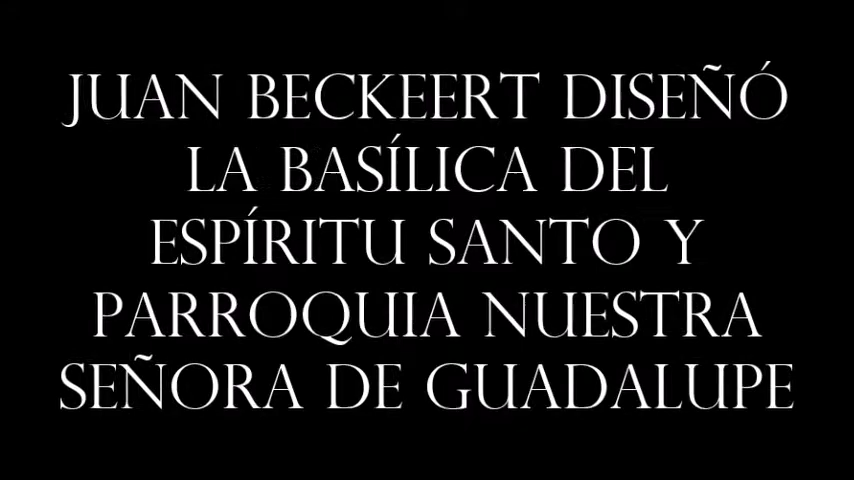 JUAN BECKEERT DISEÑÓ
LA BASÍLICA DEL
ESPÍRITU SANTO Y
PARROQUIA NUESTRA
SEÑORA DE GUADALUPE